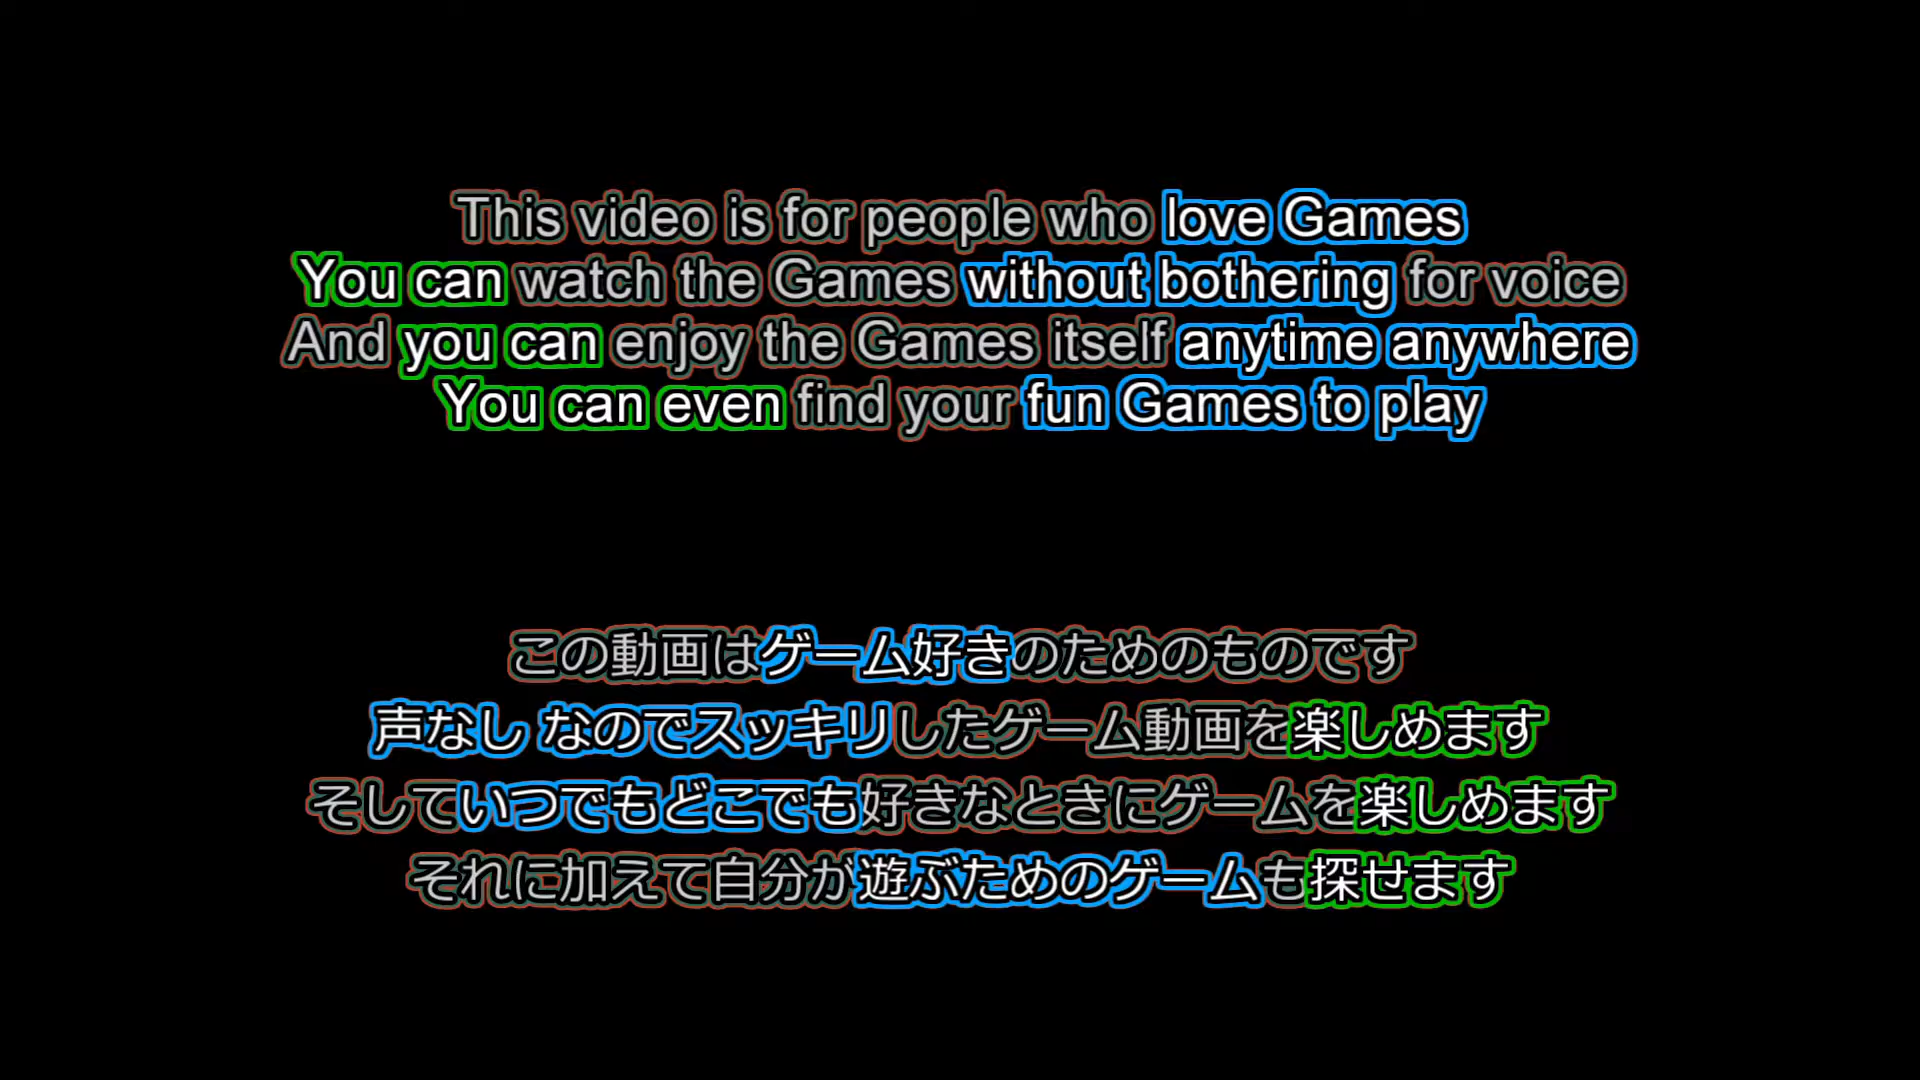 This video is for people who love Games
You can watch the Games without bothering for voice
And you can enjoy the Games itself anytime anywhere
You can even find your fun Games to play
この動画はゲーム好きのためのものです
声なし なのでスッキリしたゲーム動画を楽しめます
そしていつでもどこでも好きなときにゲームを楽しめます
それに加えて自分が遊ぶためのゲームも探せます